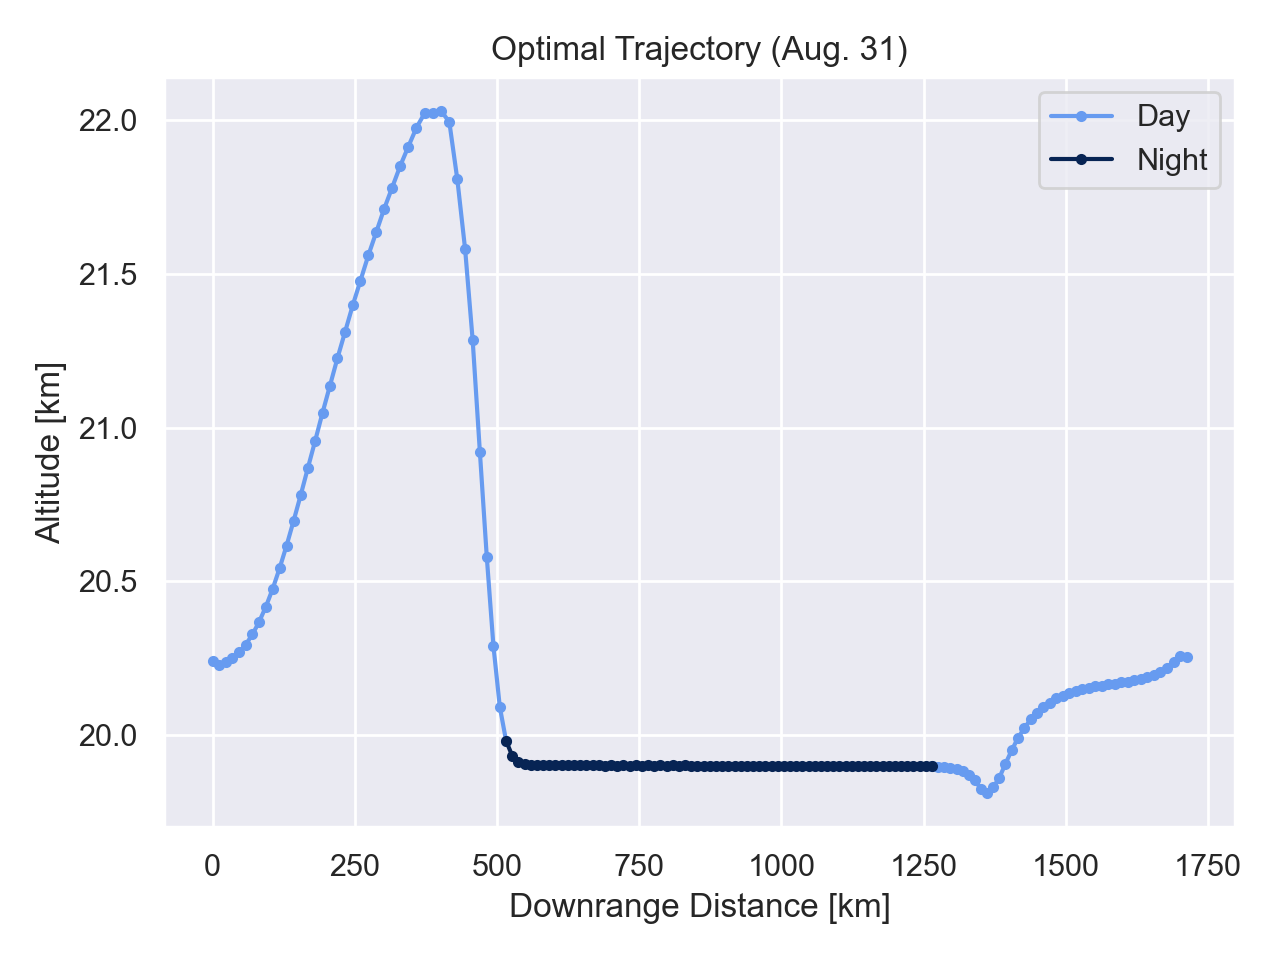 Optimal Trajectory (Aug. 31)
Day
Night
22.0
21.5
21.0
20.5
20.0
Altitude [km]
0 250 500 750 1000 1250 1500 1750
Downrange Distance [km]